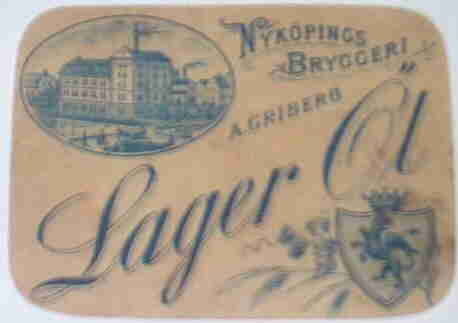 NYKÖPINGS
BRYGGERI
A. GRIBERG
Lager Öl